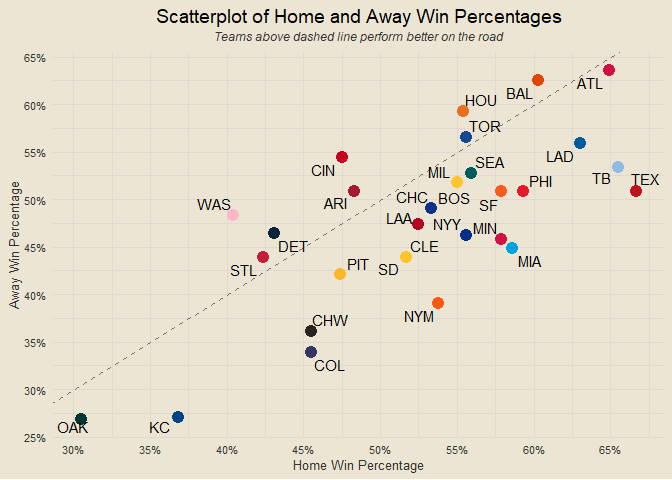 Scatterplot of Home and Away Win Percentages
Teams above dashed line perform better on the road
65%
60%
55%
50%
45%
40%
35%
30%
25%
Away Win Percentage
ATL
BAL
HOU
TOR
CIN
LAD
SEA
MIL
PHI
TB
TEX
ARI
CHC
BOS
SF
WAS
LAA
NYY
MIN
DET
CLE
MIA
STL
PIT
SD
NYM
CHW
COL
OAK
KC
30%
35%
40%
45%
50%
55%
60%
65%
Home Win Percentage